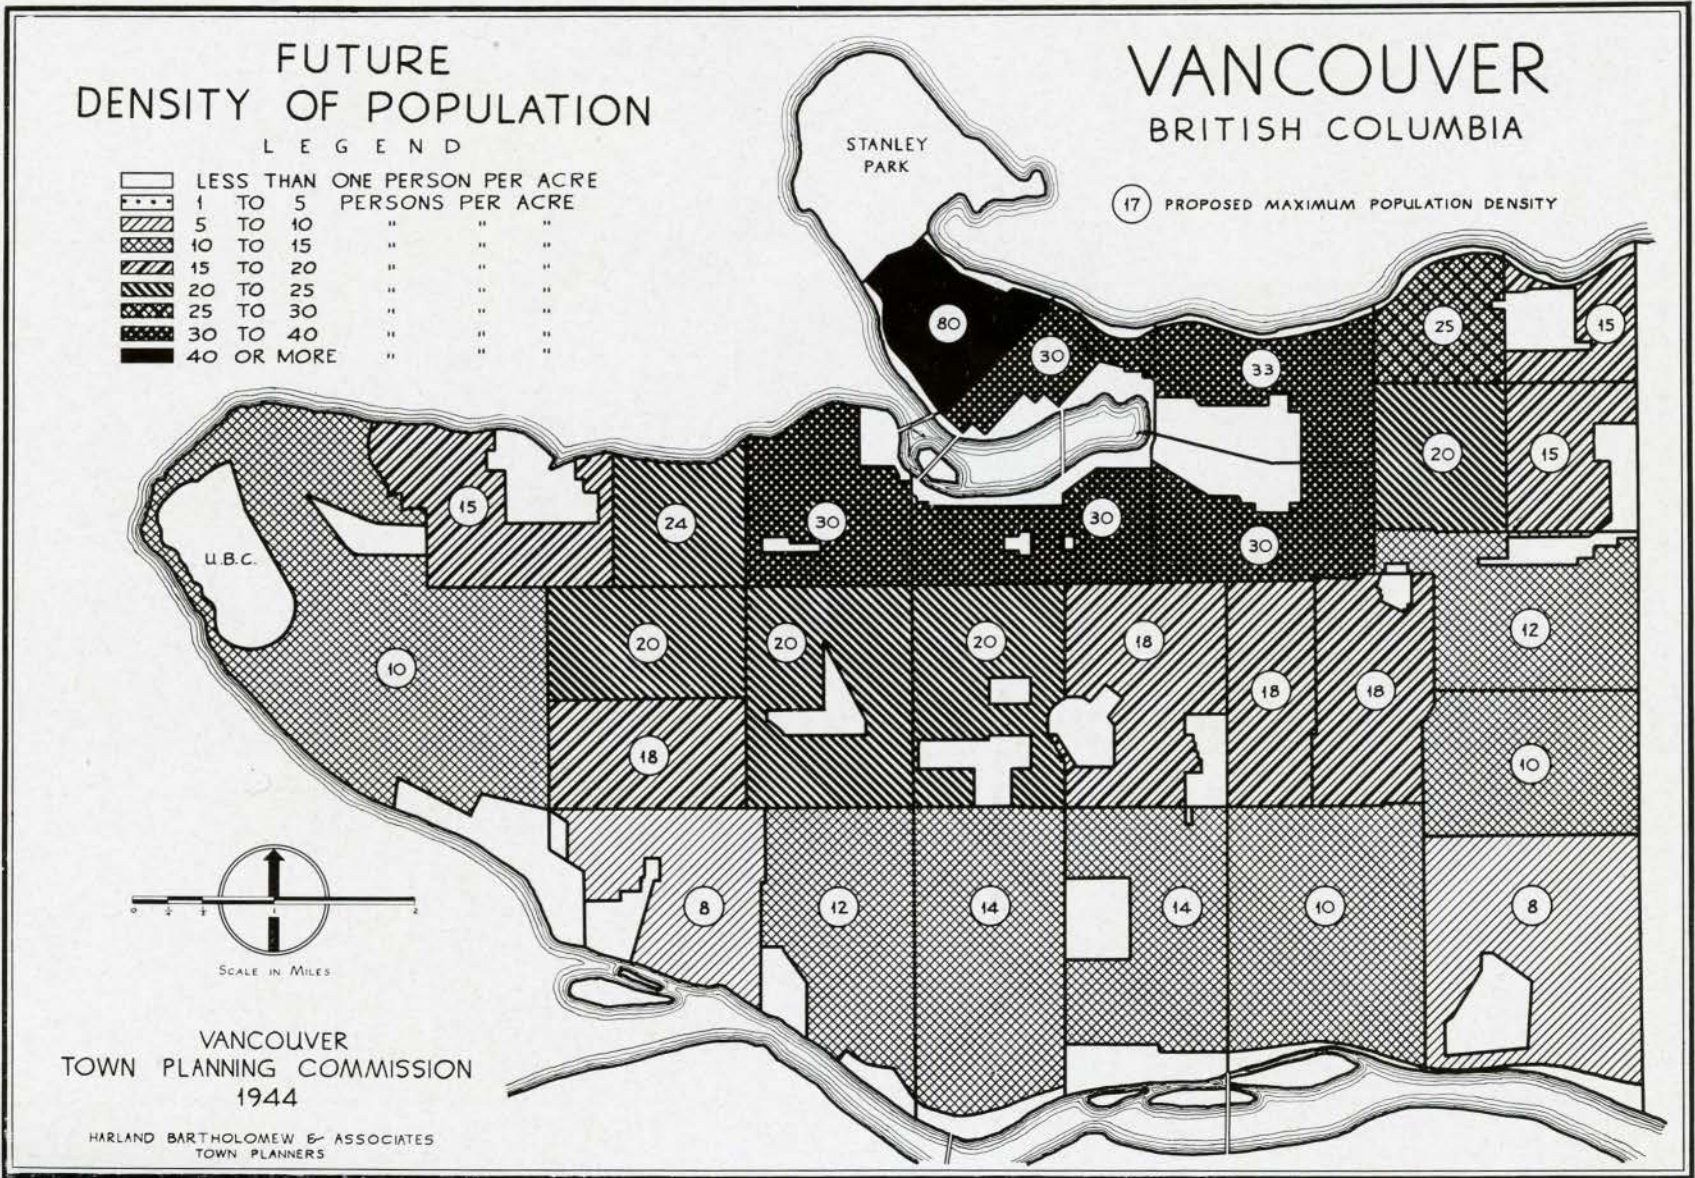 FUTURE
DENSITY OF POPULATION
LEGEND
LESS THAN ONE PERSON PER ACRE
1 TO 5 PERSONS PER ACRE
5 TO 10 " " "
10 TO 15 " " "
15 TO 20 " " "
20 TO 25 " " "
25 TO 30 " " "
30 TO 40 " " "
40 OR MORE " " "
VANCOUVER
BRITISH COLUMBIA
17 PROPOSED MAXIMUM POPULATION DENSITY
STANLEY
PARK
80
30
33
25
15
15
24
30
30
30
20
15
U.B.C.
10
20
20
20
18
18
18
12
18
10
8
12
14
14
10
8
0 1 2
SCALE IN MILES
VANCOUVER
TOWN PLANNING COMMISSION
1944
HARLAND BARTHOLOMEW & ASSOCIATES
TOWN PLANNERS